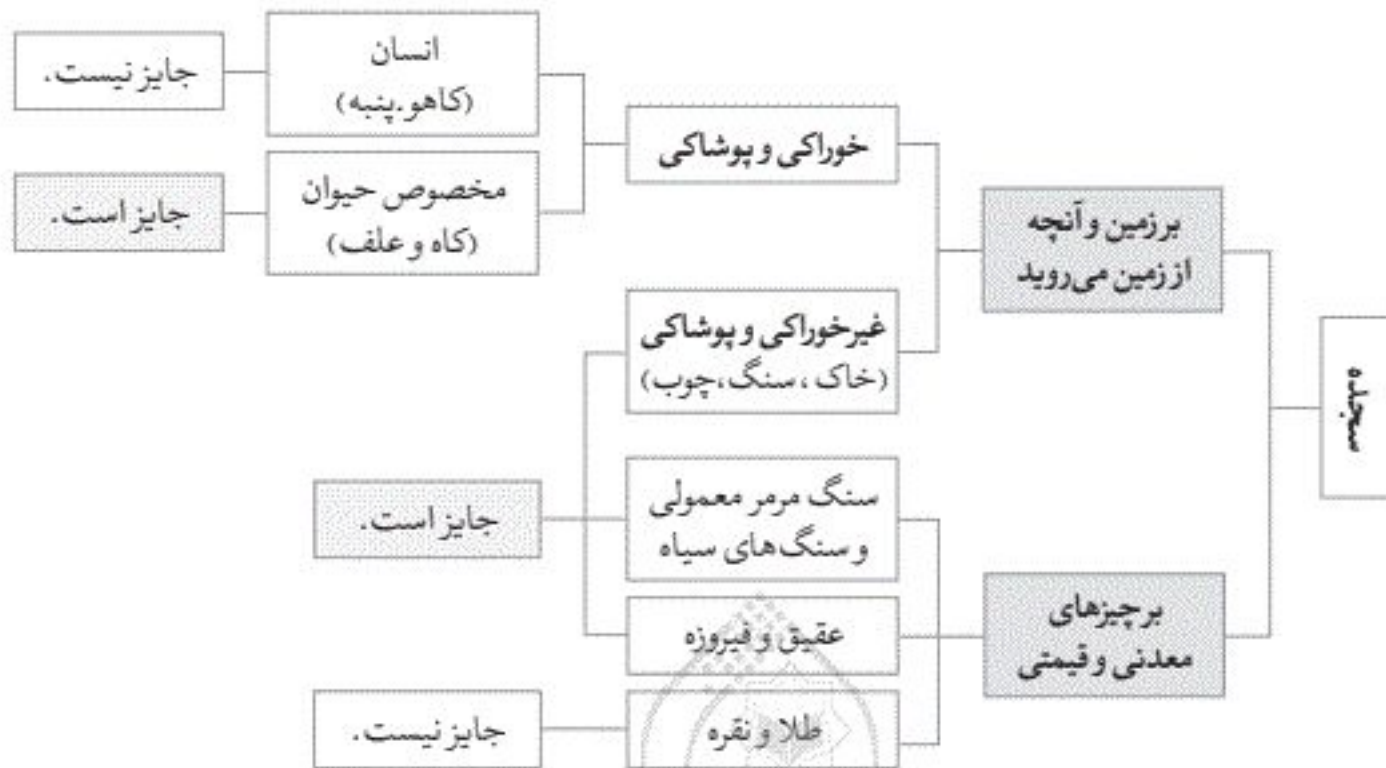 سجده
بر زمین و آنچه
از زمین می‌روید
خوراکی و پوشاکی
انسان
(کاهو.پنبه)
جایز نیست.
مخصوص حیوان
(کاه و علف)
جایز است.
غیرخوراکی و پوشاکی
(خاک، سنگ، چوب)
بر چیزهای
معدنی و قیمتی
سنگ مرمر معمولی
و سنگ‌های سیاه
عقیق و فیروزه
جایز است.
طلا و نقره
جایز نیست.